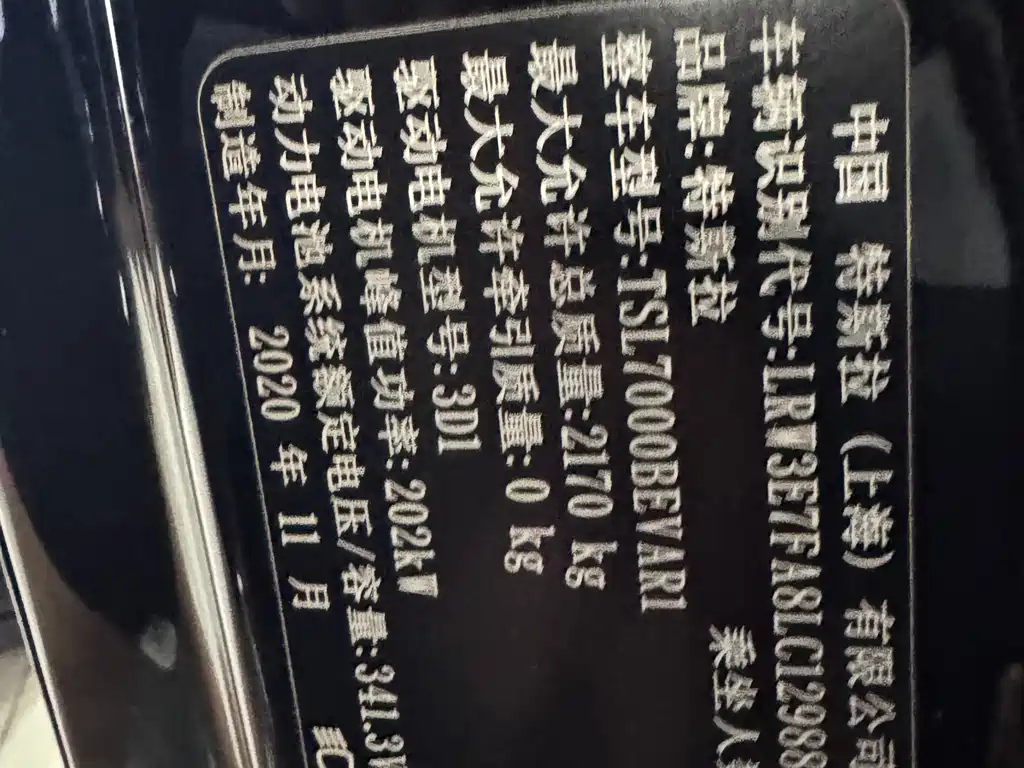 中国 特斯拉 (上海) 有限公司
车辆识别代号:LRW3E7FA8LC12988
品牌:特斯拉 乘坐人
整车型号:TSL7000BEVAR1
最大允许总质量:2170 kg
最大允许牵引质量: 0 kg
驱动电机型号:3D1
驱动电机峰值功率:202kW
动力电池系统额定电压/容量:341.3V
制造年月: 2020 年 11 月